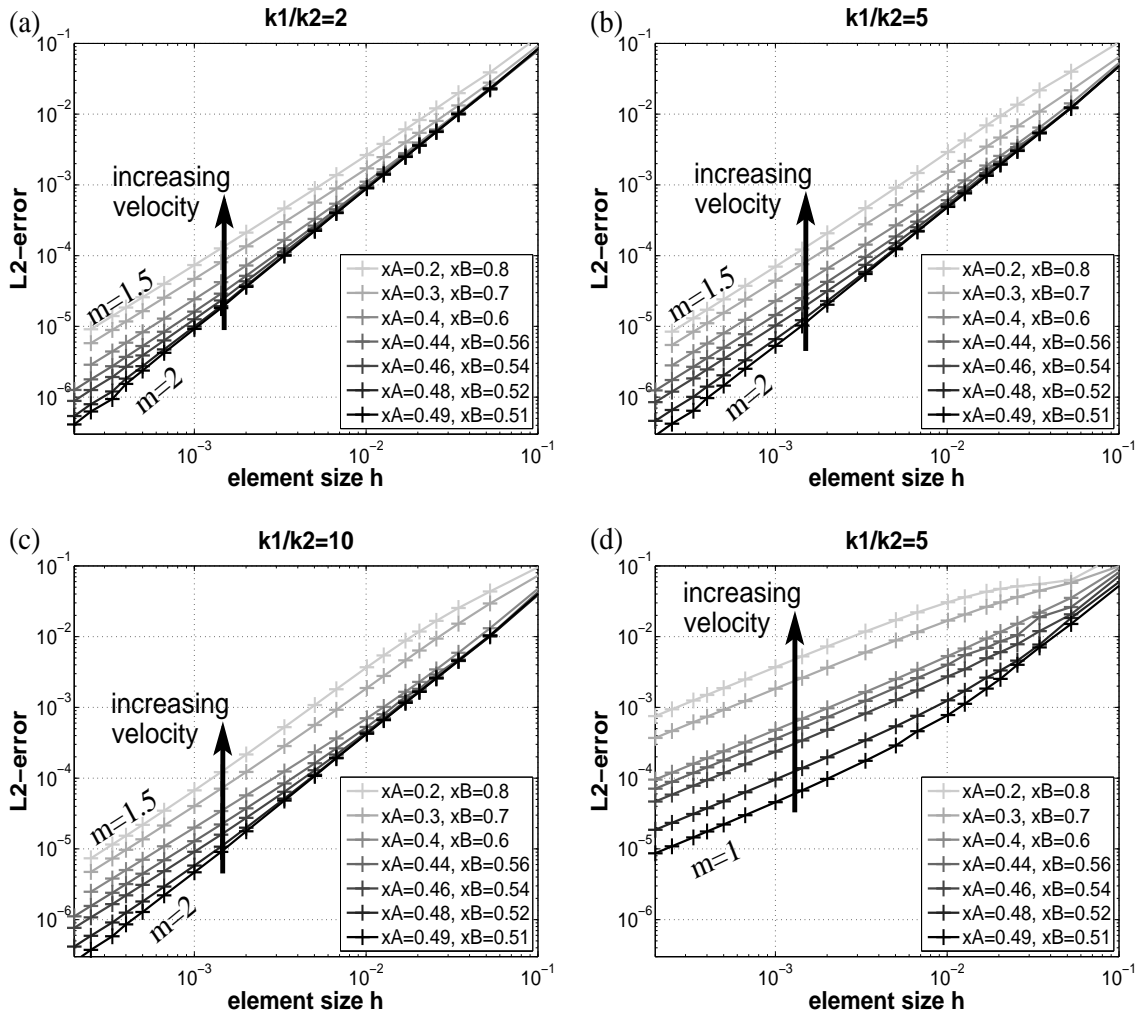 (a)
k1/k2=2
10^−1
10^−2
10^−3
10^−4
10^−5
10^−6
L2−error
increasing
velocity
m=1.5
m=2
xA=0.2, xB=0.8
xA=0.3, xB=0.7
xA=0.4, xB=0.6
xA=0.44, xB=0.56
xA=0.46, xB=0.54
xA=0.48, xB=0.52
xA=0.49, xB=0.51
10^−3
10^−2
10^−1
element size h
(b)
k1/k2=5
10^−1
10^−2
10^−3
10^−4
10^−5
10^−6
L2−error
increasing
velocity
m=1.5
m=2
xA=0.2, xB=0.8
xA=0.3, xB=0.7
xA=0.4, xB=0.6
xA=0.44, xB=0.56
xA=0.46, xB=0.54
xA=0.48, xB=0.52
xA=0.49, xB=0.51
10^−3
10^−2
10^−1
element size h
(c)
k1/k2=10
10^−1
10^−2
10^−3
10^−4
10^−5
10^−6
L2−error
increasing
velocity
m=1.5
m=2
xA=0.2, xB=0.8
xA=0.3, xB=0.7
xA=0.4, xB=0.6
xA=0.44, xB=0.56
xA=0.46, xB=0.54
xA=0.48, xB=0.52
xA=0.49, xB=0.51
10^−3
10^−2
10^−1
element size h
(d)
k1/k2=5
10^−1
10^−2
10^−3
10^−4
10^−5
10^−6
L2−error
increasing
velocity
m=1
xA=0.2, xB=0.8
xA=0.3, xB=0.7
xA=0.4, xB=0.6
xA=0.44, xB=0.56
xA=0.46, xB=0.54
xA=0.48, xB=0.52
xA=0.49, xB=0.51
10^−3
10^−2
10^−1
element size h